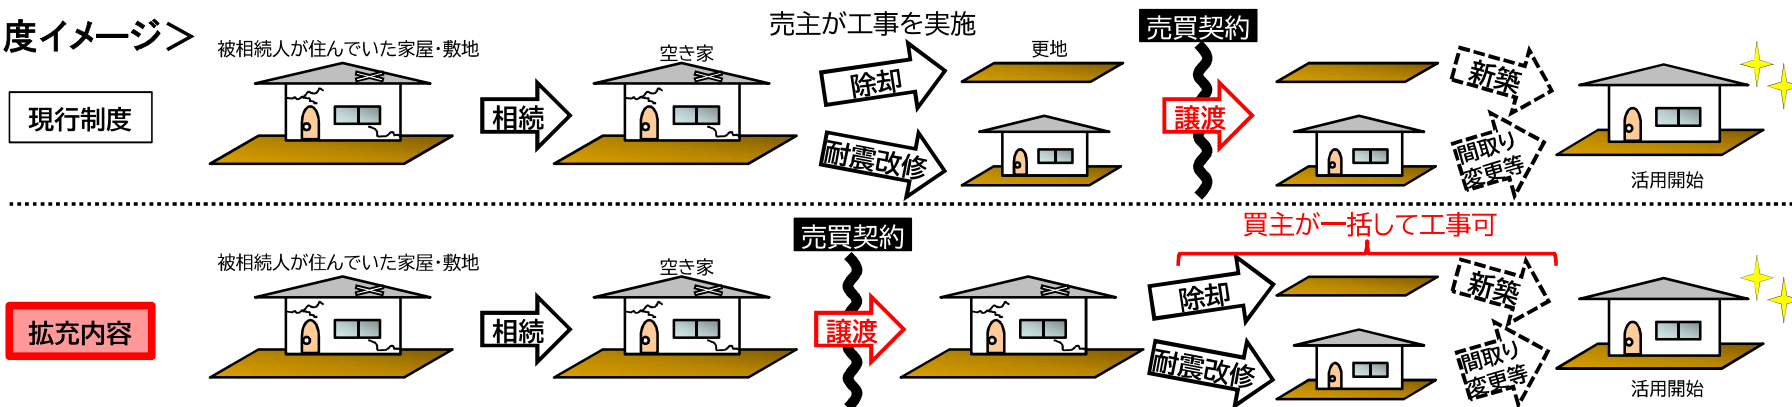 度イメージ＞
現行制度
被相続人が住んでいた家屋・敷地
相続
空き家
売主が工事を実施
除却
耐震改修
更地
売買契約
譲渡
新築
間取り
変更等
活用開始
拡充内容
被相続人が住んでいた家屋・敷地
相続
空き家
売買契約
譲渡
買主が一括して工事可
除却
耐震改修
新築
間取り
変更等
活用開始